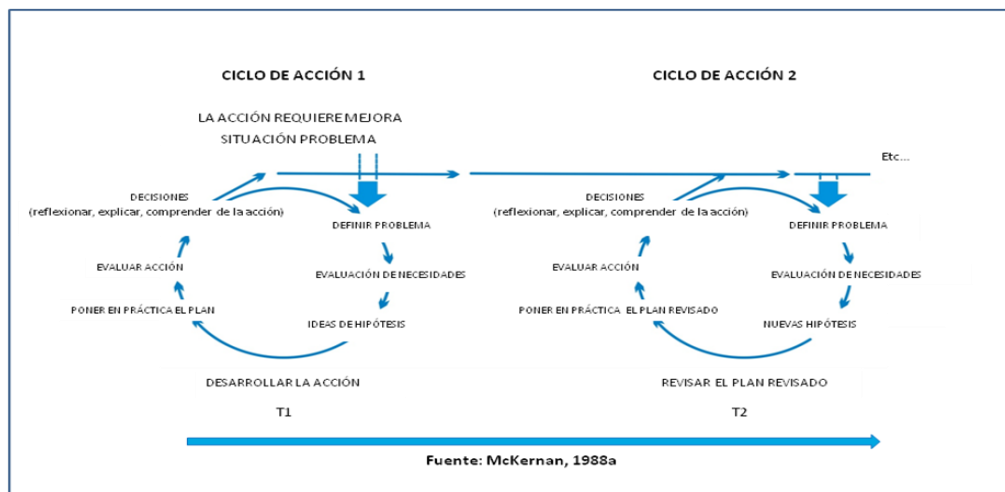 CICLO DE ACCIÓN 1
LA ACCIÓN REQUIERE MEJORA
SITUACIÓN PROBLEMA
DECISIONES
(reflexionar, explicar, comprender de la acción)
DEFINIR PROBLEMA
EVALUAR ACCIÓN
EVALUACIÓN DE NECESIDADES
PONER EN PRÁCTICA EL PLAN
IDEAS DE HIPÓTESIS
DESARROLLAR LA ACCIÓN
T1
CICLO DE ACCIÓN 2
Etc...
DECISIONES
(reflexionar, explicar, comprender de la acción)
DEFINIR PROBLEMA
EVALUAR ACCIÓN
EVALUACIÓN DE NECESIDADES
PONER EN PRÁCTICA EL PLAN REVISADO
NUEVAS HIPÓTESIS
REVISAR EL PLAN REVISADO
T2
Fuente: McKernan, 1988a